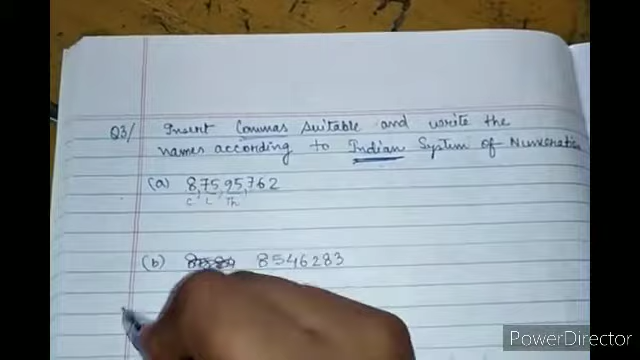 Q3/ Insert Commas suitable and write the
names according to Indian System of Numeration
(a) 8,75,95,762
C L Th
(b) 8546283
PowerDirector